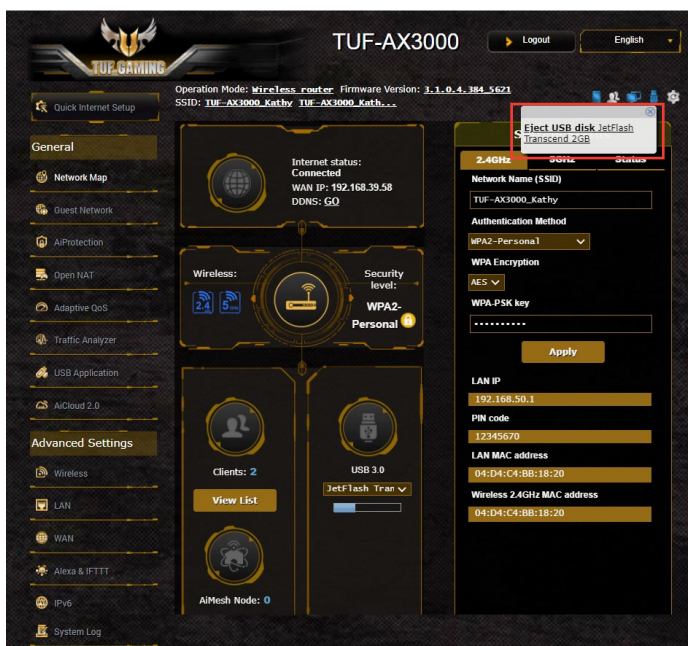 TUF GAMING
TUF-AX3000
Logout
English
Operation Mode: Wireless router Firmware Version: 3.1.0.4.384_5621
SSID: TUF-AX3000_Kathy TUF-AX3000_Kath...
Quick Internet Setup
General
Network Map
Guest Network
AiProtection
Open NAT
Adaptive QoS
Traffic Analyzer
USB Application
AiCloud 2.0
Advanced Settings
Wireless
LAN
WAN
Alexa & IFTTT
IPv6
System Log
Internet status:
Connected
WAN IP: 192.168.39.58
DDNS: GO
Wireless:
2.4
5
Security
level:
WPA2-
Personal
Clients: 2
View List
AiMesh Node: 0
USB 3.0
JetFlash Tran
Eject USB disk JetFlash
Transcend 2GB
S
2.4GHz 5GHz Status
Network Name (SSID)
TUF-AX3000_Kathy
Authentication Method
WPA2-Personal
WPA Encryption
AES
WPA-PSK key
••••••••••
Apply
LAN IP
192.168.50.1
PIN code
12345670
LAN MAC address
04:D4:C4:BB:18:20
Wireless 2.4GHz MAC address
04:D4:C4:BB:18:20